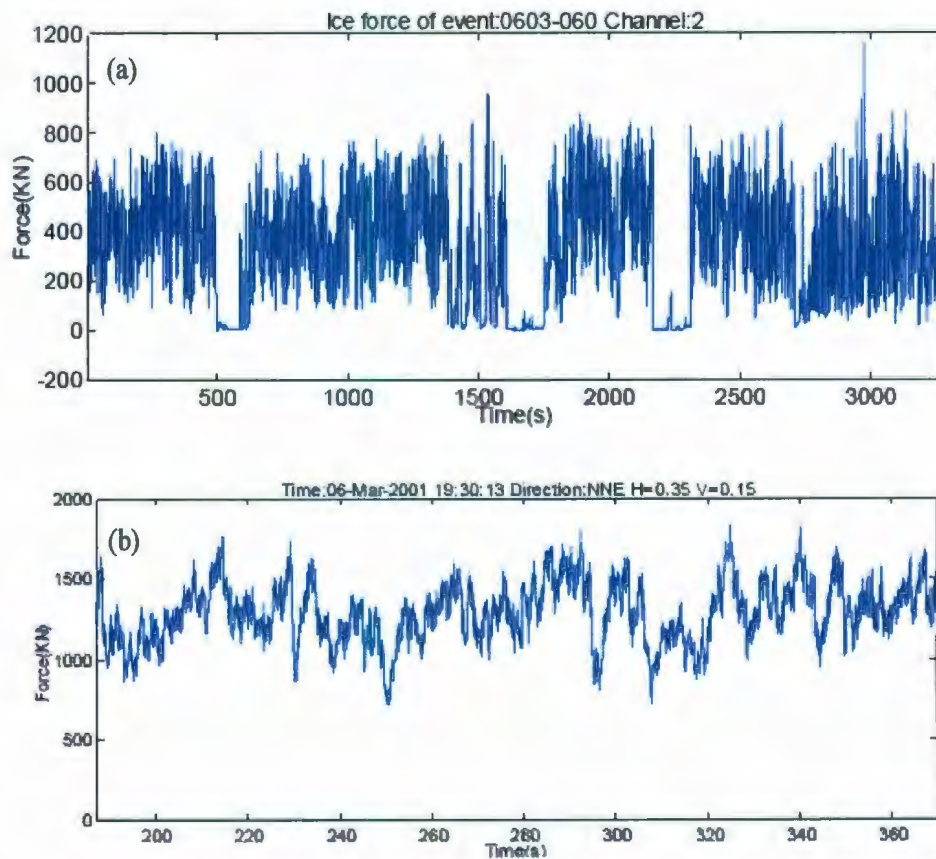 Ice force of event:0603-060 Channel:2
(a)
1200
1000
800
600
400
200
0
-200
Force(KN)
500 1000 1500 2000 2500 3000
Time(s)
Time:06-Mar-2001 19:30:13 Direction:NNE H=0.35 V=0.15
(b)
2000
1500
1000
500
0
Force(KN)
200 220 240 260 280 300 320 340 360
Time(s)